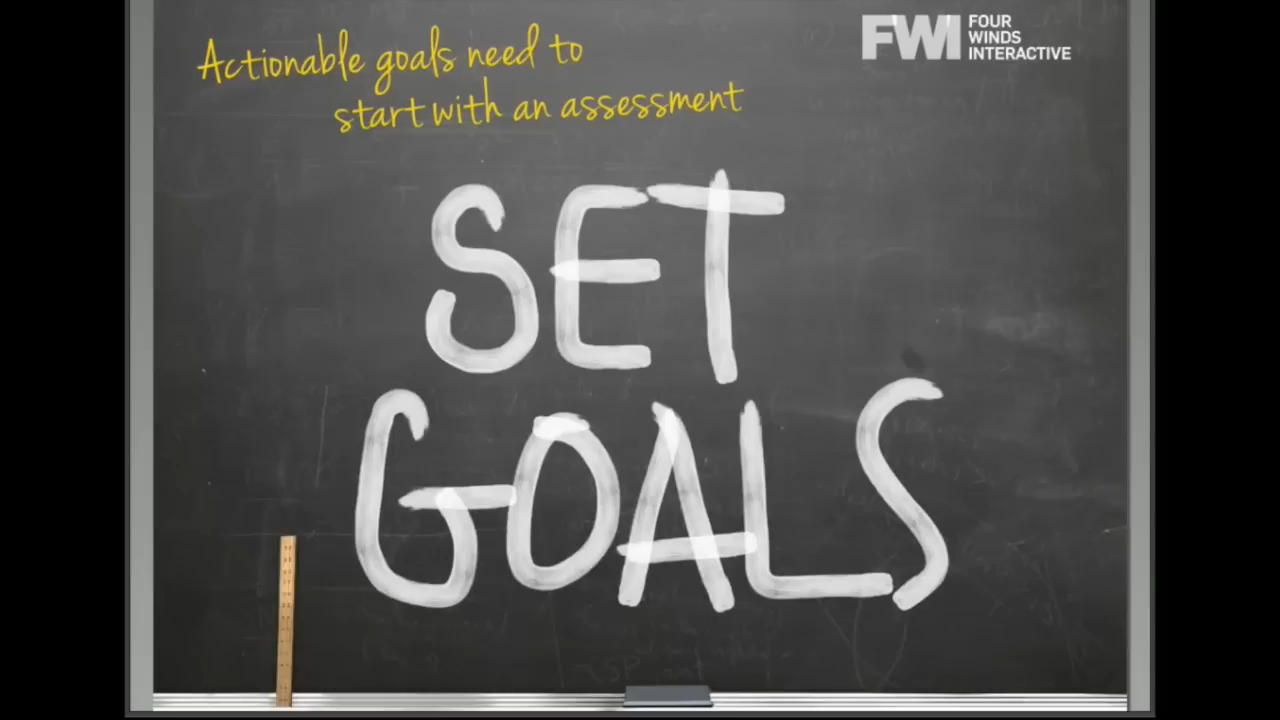 Actionable goals need to
start with an assessment
FWI FOUR
WINDS
INTERACTIVE
SET
GOALS